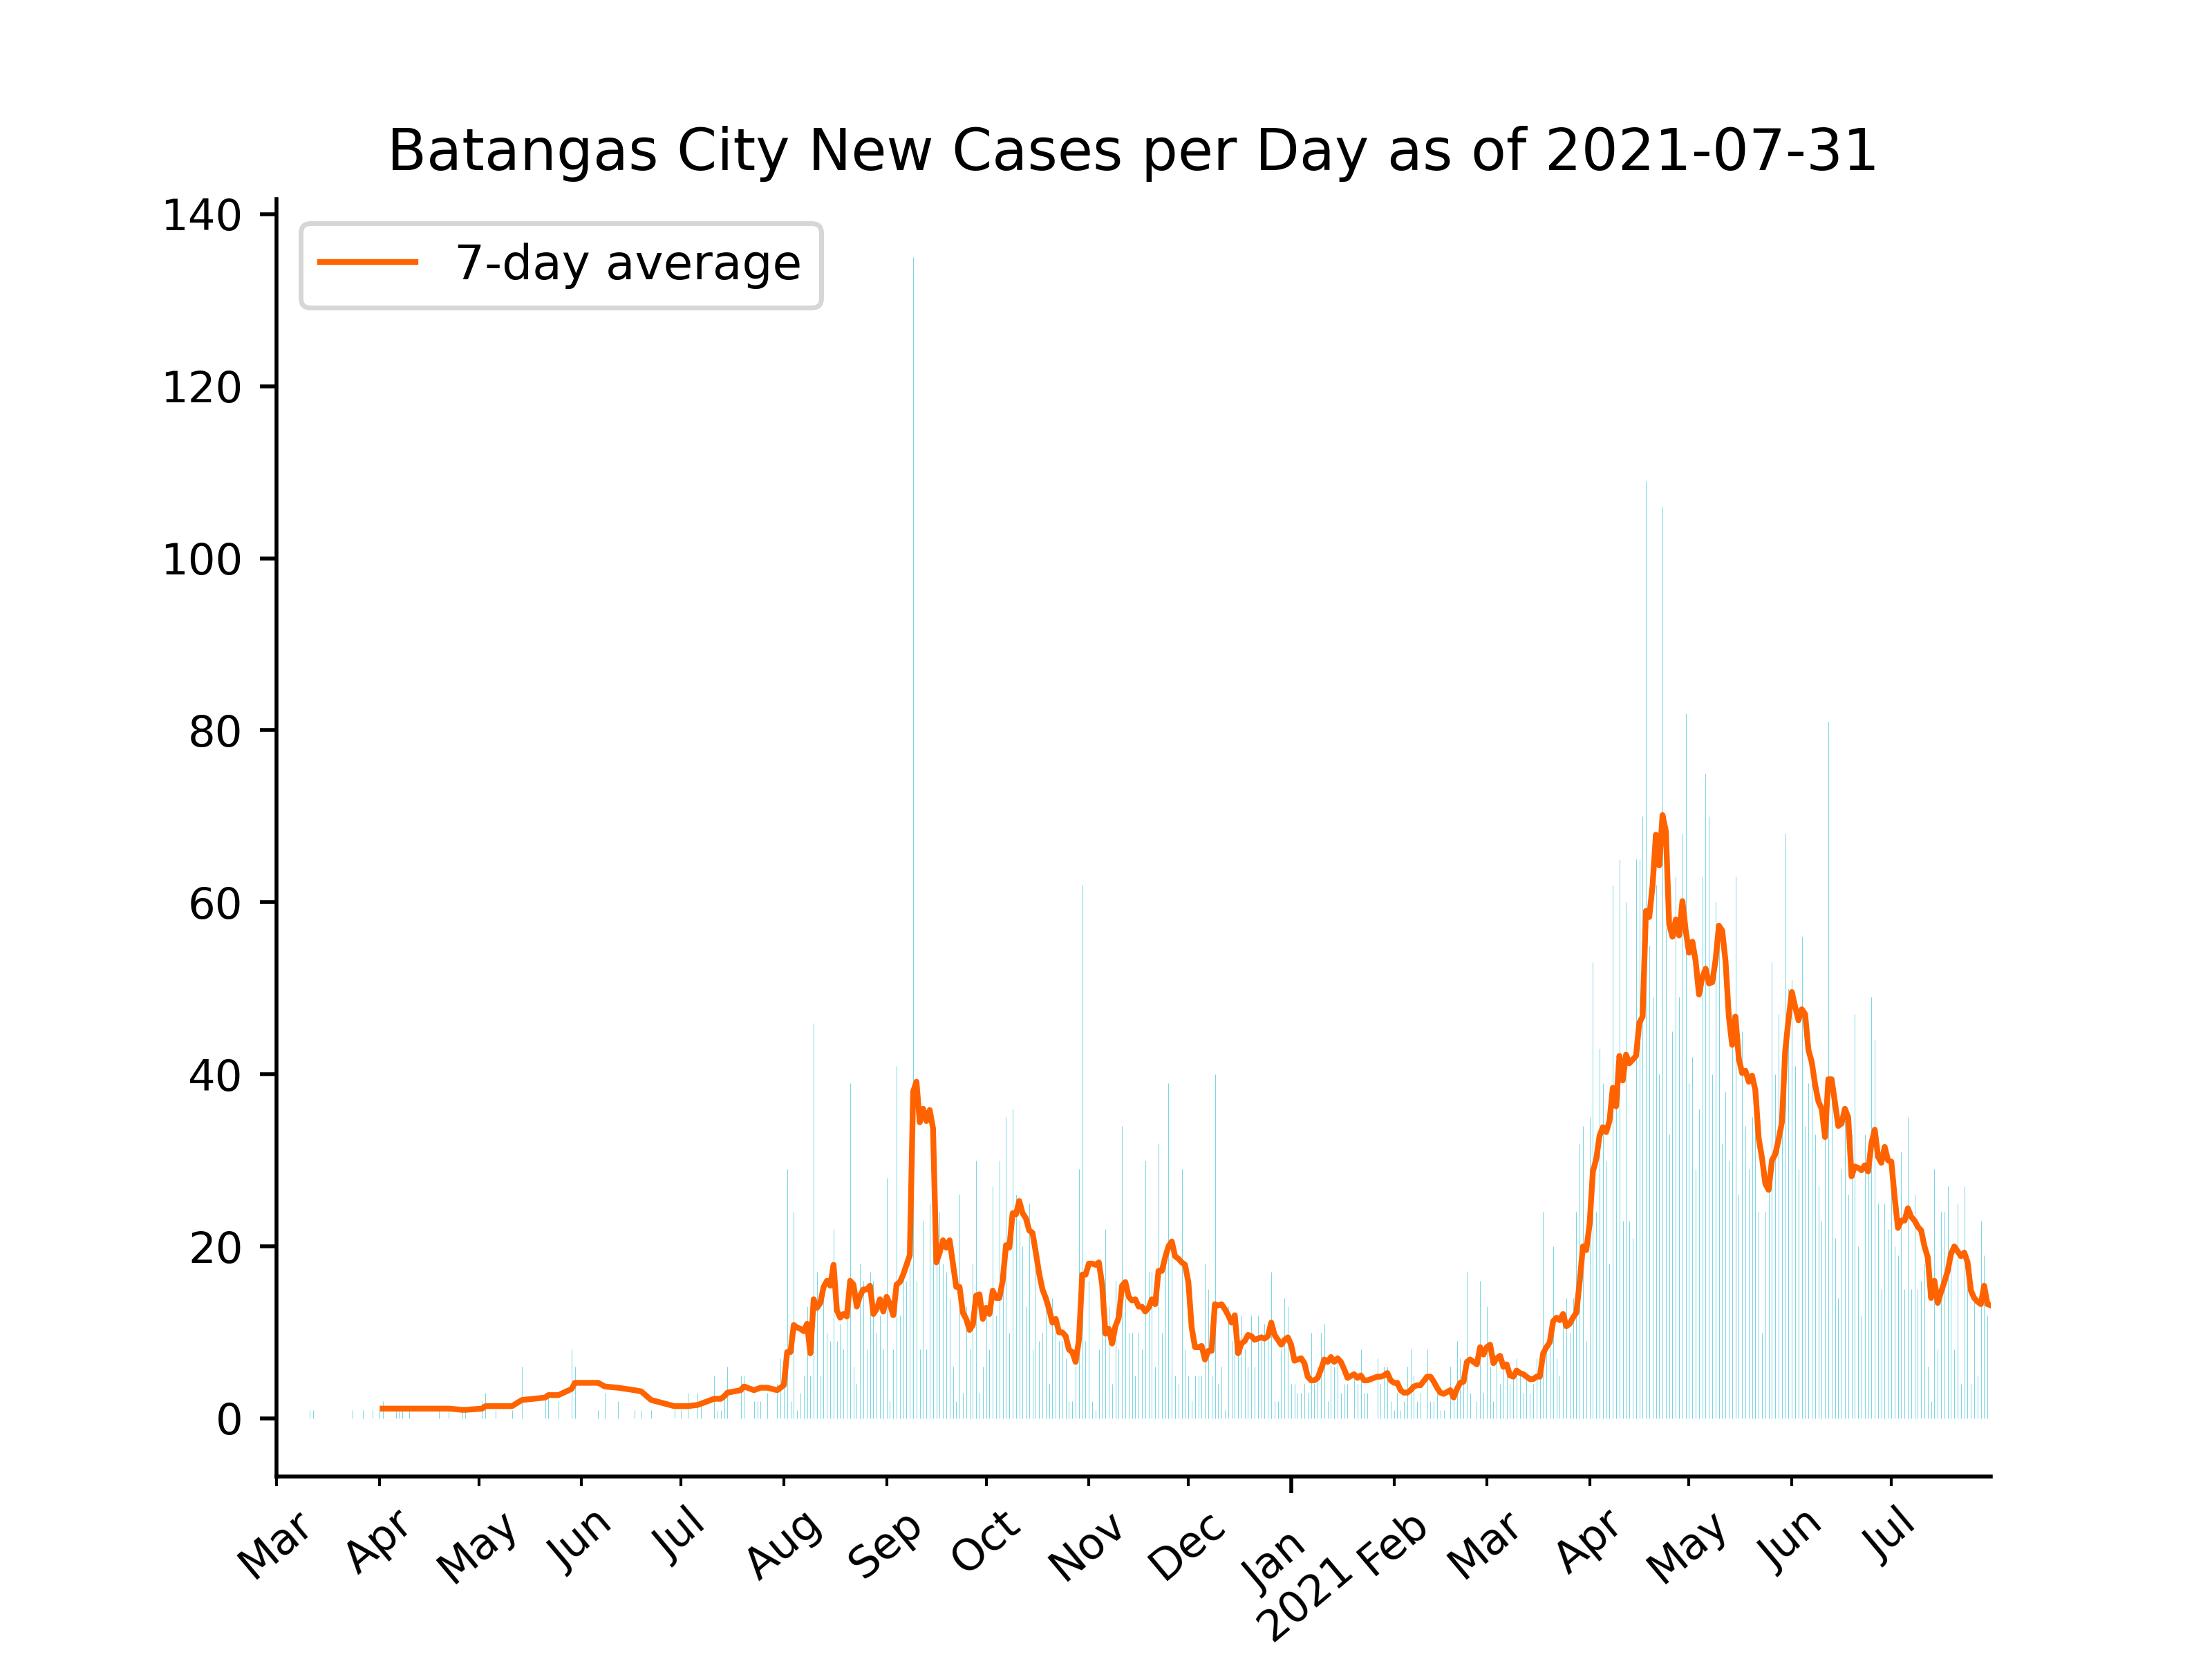 Batangas City New Cases per Day as of 2021-07-31
7-day average
140
120
100
80
60
40
20
0
Mar
Apr
May
Jun
Jul
Aug
Sep
Oct
Nov
Dec
Jan
2021
Feb
Mar
Apr
May
Jun
Jul